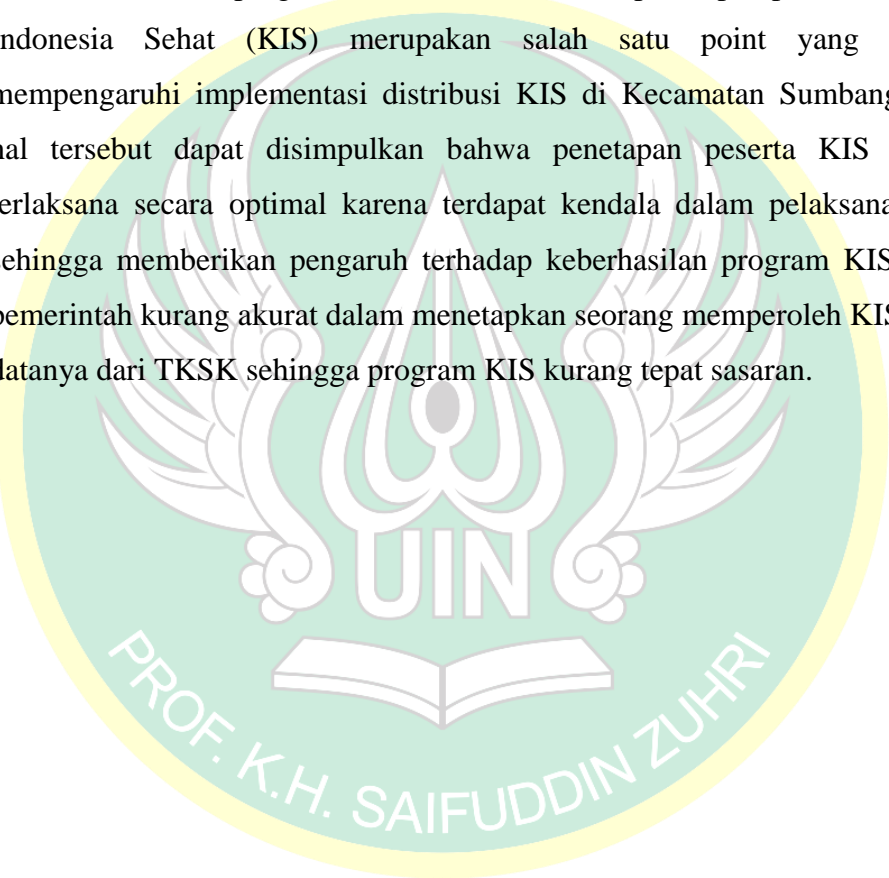 Indonesia Sehat (KIS) merupakan salah satu point yang
mempengaruhi implementasi distribusi KIS di Kecamatan Sumbang
hal tersebut dapat disimpulkan bahwa penetapan peserta KIS
terlaksana secara optimal karena terdapat kendala dalam pelaksana
sehingga memberikan pengaruh terhadap keberhasilan program KIS
pemerintah kurang akurat dalam menetapkan seorang memperoleh KIS
datanya dari TKSK sehingga program KIS kurang tepat sasaran.
UIN
PROF. K.H. SAIFUDDIN ZUHRI